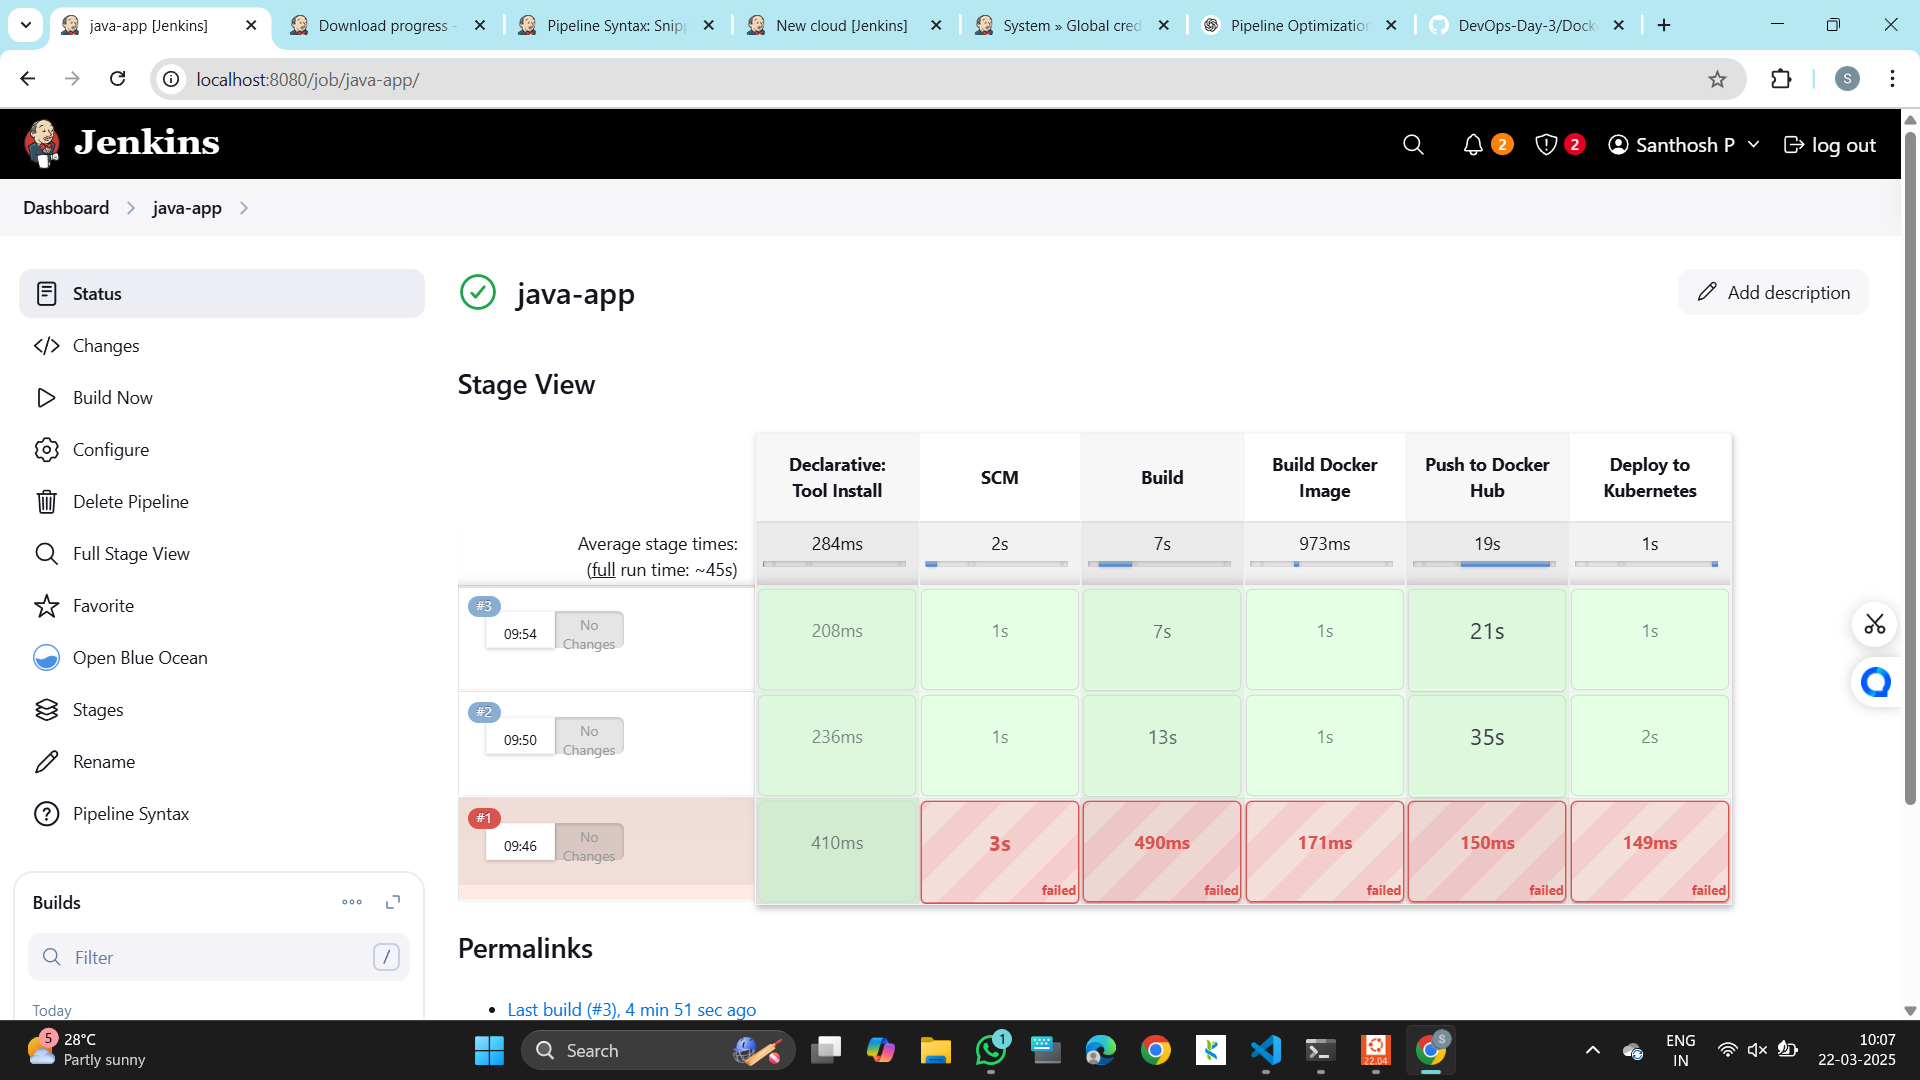 java-app [Jenkins]
Download progress -
Pipeline Syntax: Snip
New cloud [Jenkins]
System » Global cred
Pipeline Optimization
DevOps-Day-3/Dock
localhost:8080/job/java-app/
S
Jenkins
2
2
Santhosh P
log out
Dashboard
java-app
Status
Changes
Build Now
Configure
Delete Pipeline
Full Stage View
Favorite
Open Blue Ocean
Stages
Rename
Pipeline Syntax
Builds
Filter
/
Today
java-app
Add description
Stage View
Declarative: Tool Install
SCM
Build
Build Docker Image
Push to Docker Hub
Deploy to Kubernetes
Average stage times:
(full run time: ~45s)
284ms
2s
7s
973ms
19s
1s
#3
09:54
No Changes
208ms
1s
7s
1s
21s
1s
#2
09:50
No Changes
236ms
1s
13s
1s
35s
2s
#1
09:46
No Changes
410ms
3s
failed
490ms
failed
171ms
failed
150ms
failed
149ms
failed
Permalinks
Last build (#3), 4 min 51 sec ago
5
28°C
Partly sunny
Search
1
22.04
S
ENG
IN
10:07
22-03-2025